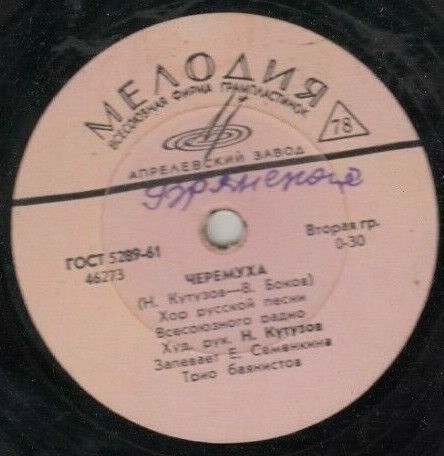 МЕЛОДИЯ
ВСЕСОЮЗНАЯ ФИРМА ГРАМПЛАСТИНОК
78
АПРЕЛЕВСКИЙ ЗАВОД
ГОСТ 5289-61
46273
Вторая гр.
0-30
ЧЕРЕМУХА
(Н. Кутузов—В. Боков)
Хор русской песни
Всесоюзного радио
Худ. рук. Н. Кутузов
Запевает Е. Семенкина
Трио баянистов